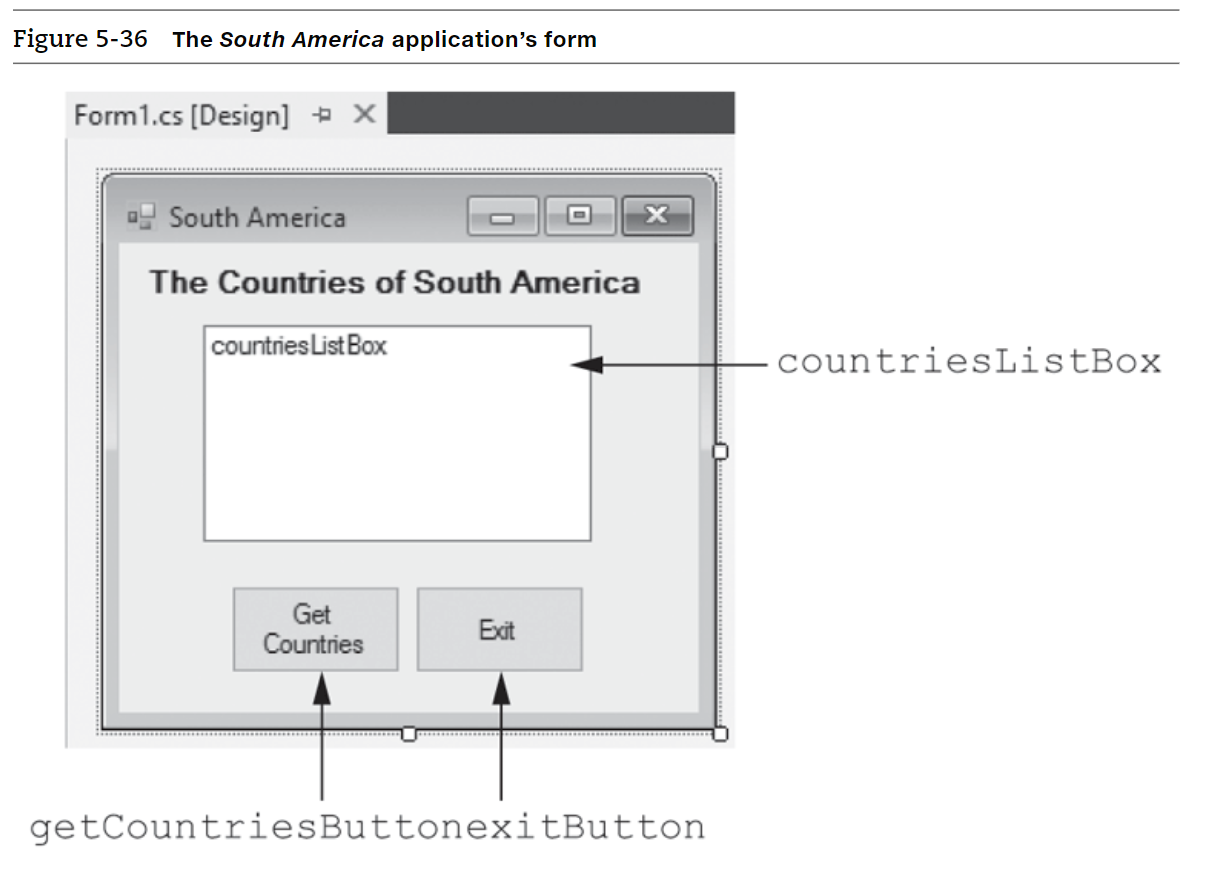 Figure 5-36 The South America application's form
Form1.cs [Design]
South America
The Countries of South America
countriesListBox
countriesListBox
Get
Countries
Exit
getCountriesButtonexitButton